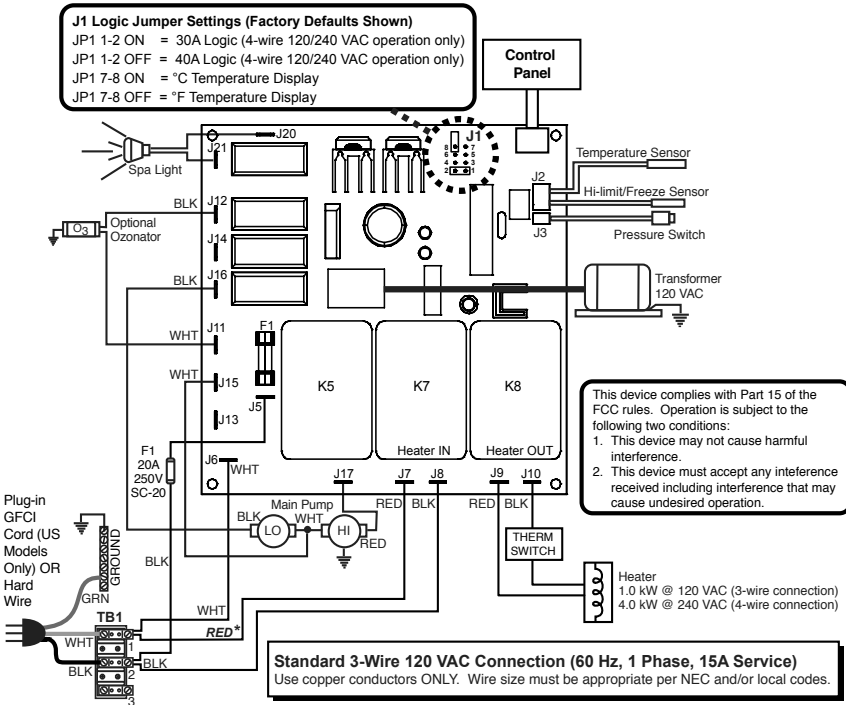 J1 Logic Jumper Settings (Factory Defaults Shown)
JP1 1-2 ON = 30A Logic (4-wire 120/240 VAC operation only)
JP1 1-2 OFF = 40A Logic (4-wire 120/240 VAC operation only)
JP1 7-8 ON = °C Temperature Display
JP1 7-8 OFF = °F Temperature Display
Control
Panel
J20
J21
Spa Light
J1
8 7
6 5
4 3
2 1
Temperature Sensor
J2
Hi-limit/Freeze Sensor
J3
Pressure Switch
BLK
J12
O3
Optional
Ozonator
J14
J16
BLK
Transformer
120 VAC
J11
WHT
F1
WHT
J15
J13
J5
K5
K7
K8
Heater IN
Heater OUT
This device complies with Part 15 of the
FCC rules. Operation is subject to the
following two conditions:
1. This device may not cause harmful
interference.
2. This device must accept any inteference
received including interference that may
cause undesired operation.
F1
20A
250V
SC-20
J6
WHT
J17
J7
J8
J9
J10
RED
BLK
RED
BLK
Main Pump
BLK
LO
WHT
HI
RED
THERM
SWITCH
Heater
1.0 kW @ 120 VAC (3-wire connection)
4.0 kW @ 240 VAC (4-wire connection)
Plug-in
GFCI
Cord (US
Models
Only) OR
Hard
Wire
GROUND
GRN
BLK
WHT
TB1
RED*
WHT
1
BLK
BLK
2
3
Standard 3-Wire 120 VAC Connection (60 Hz, 1 Phase, 15A Service)
Use copper conductors ONLY. Wire size must be appropriate per NEC and/or local codes.